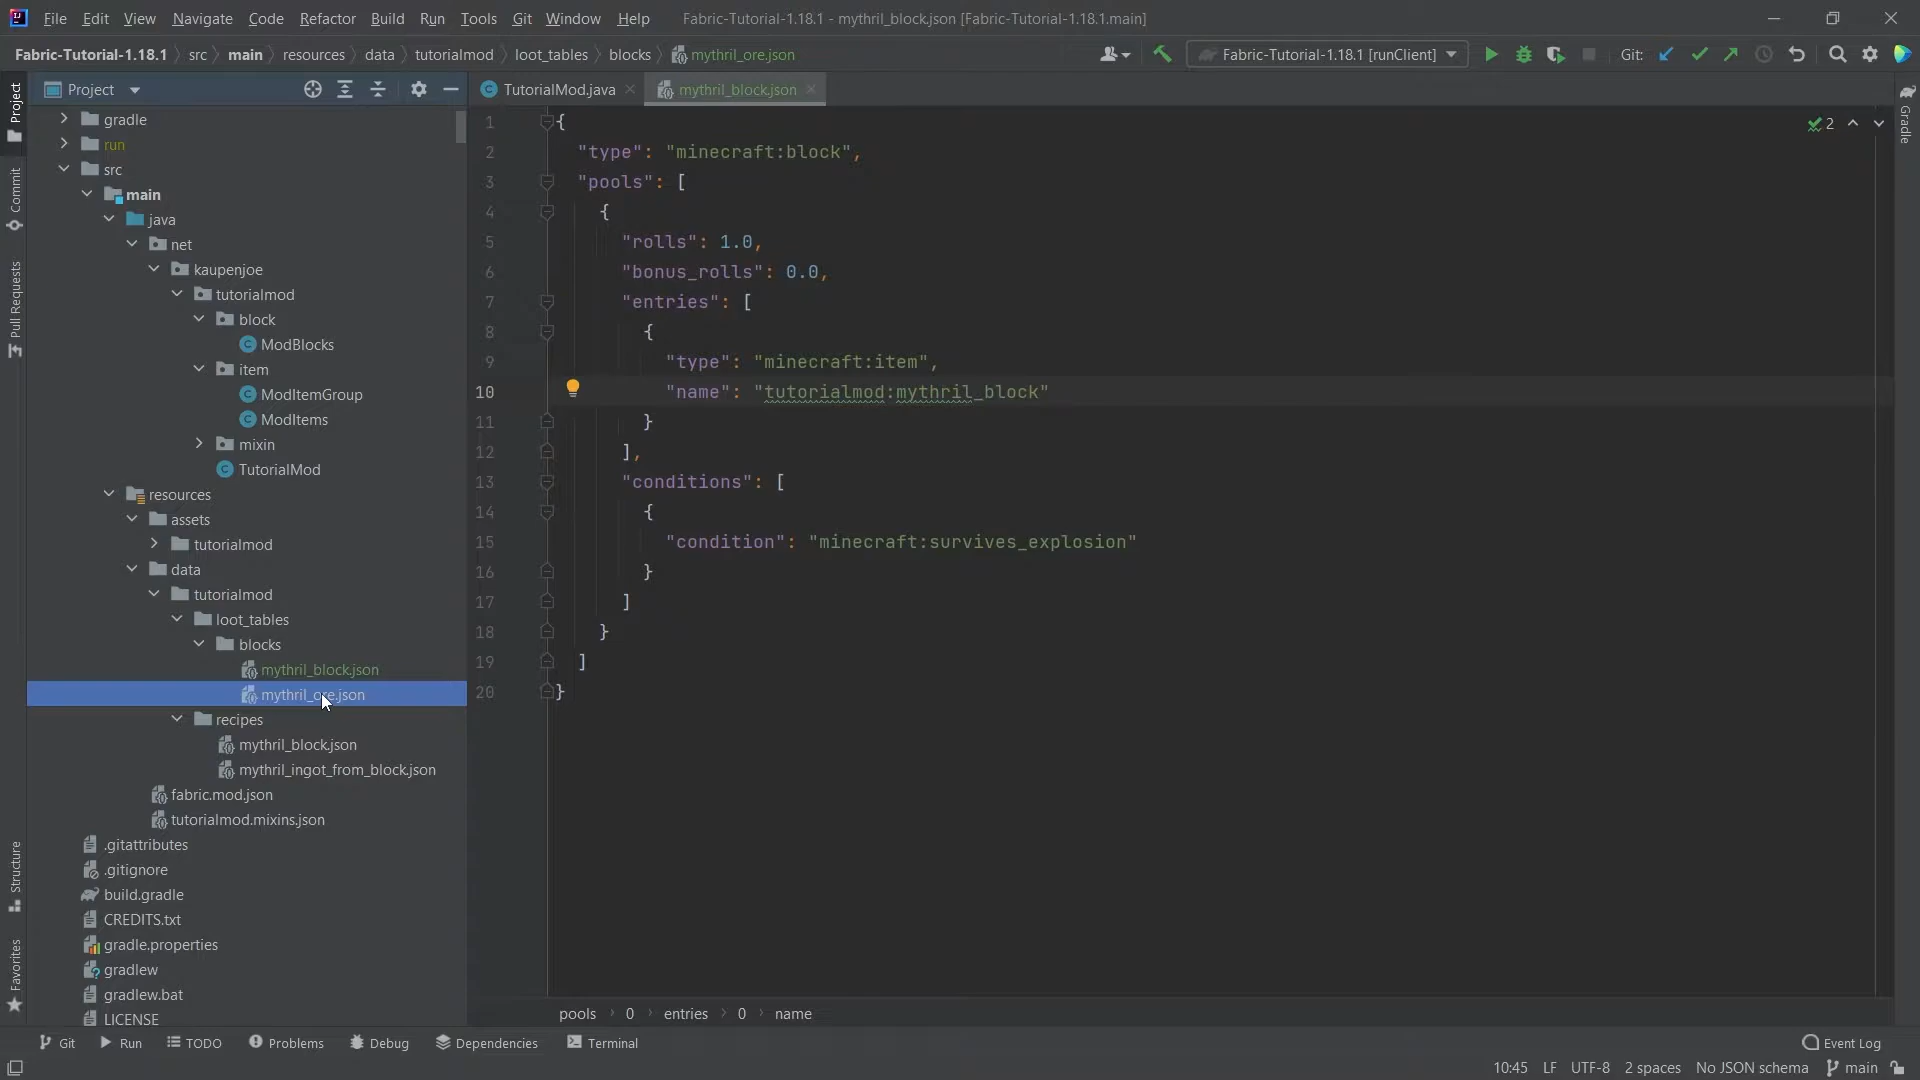 File Edit View Navigate Code Refactor Build Run Tools Git Window Help Fabric-Tutorial-1.18.1 - mythril_block.json [Fabric-Tutorial-1.18.1.main]
Fabric-Tutorial-1.18.1 src main resources data tutorialmod loot_tables blocks mythril_ore.json Fabric-Tutorial-1.18.1 [runClient] Git:
Project
Commit
Pull Requests
Structure
Favorites
Project
gradle
run
src
main
java
net
kaupenjoe
tutorialmod
block
ModBlocks
item
ModItemGroup
ModItems
mixin
TutorialMod
resources
assets
tutorialmod
data
tutorialmod
loot_tables
blocks
mythril_block.json
mythril_ore.json
recipes
mythril_block.json
mythril_ingot_from_block.json
fabric.mod.json
tutorialmod.mixins.json
.gitattributes
.gitignore
build.gradle
CREDITS.txt
gradle.properties
gradlew
gradlew.bat
LICENSE
TutorialMod.java mythril_block.json
1 {
2 "type": "minecraft:block",
3 "pools": [
4 {
5 "rolls": 1.0,
6 "bonus_rolls": 0.0,
7 "entries": [
8 {
9 "type": "minecraft:item",
10 "name": "tutorialmod:mythril_block"
11 }
12 ],
13 "conditions": [
14 {
15 "condition": "minecraft:survives_explosion"
16 }
17 ]
18 }
19 ]
20 }
2
Gradle
pools 0 entries 0 name
Git Run TODO Problems Debug Dependencies Terminal Event Log
10:45 LF UTF-8 2 spaces No JSON schema main